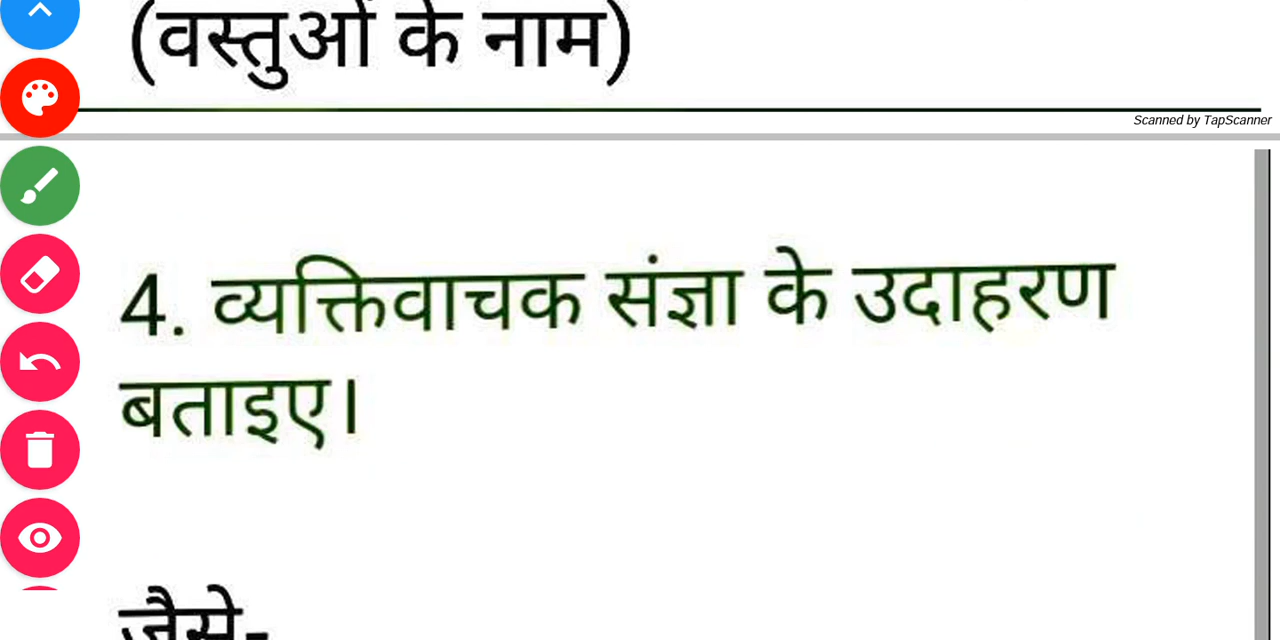 (वस्तुओं के नाम)
Scanned by TapScanner
4. व्यक्तिवाचक संज्ञा के उदाहरण
बताइए।
जैसे-